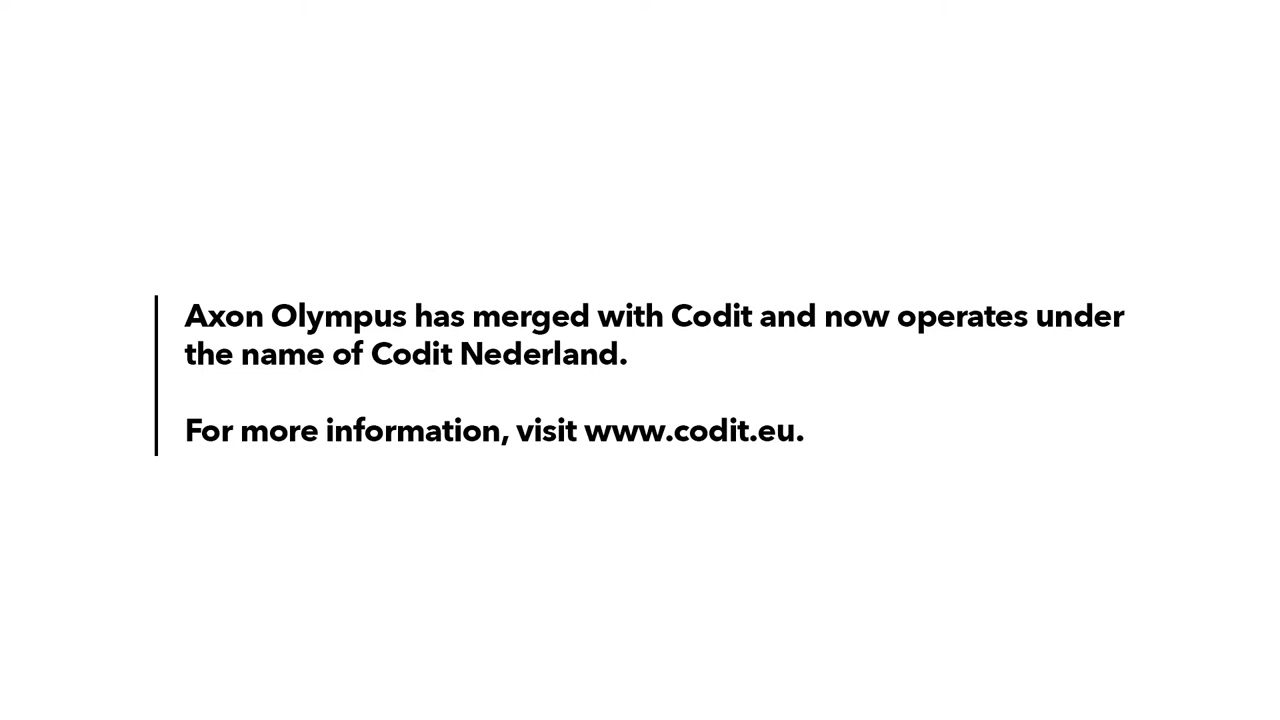 Axon Olympus has merged with Codit and now operates under
the name of Codit Nederland.
For more information, visit www.codit.eu.